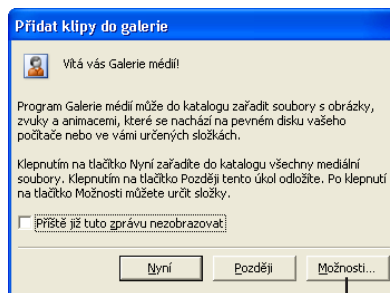 Přidat klipy do galerie
Vítá vás Galerie médií!
Program Galerie médií může do katalogu zařadit soubory s obrázky,
zvuky a animacemi, které se nachází na pevném disku vašeho
počítače nebo ve vámi určených složkách.
Klepnutím na tlačítko Nyní zařadíte do katalogu všechny mediální
soubory. Klepnutím na tlačítko Později tento úkol odložíte. Po klepnutí
na tlačítko Možnosti můžete určit složky.
Příště již tuto zprávu nezobrazovat
Nyní
Později
Možnosti...